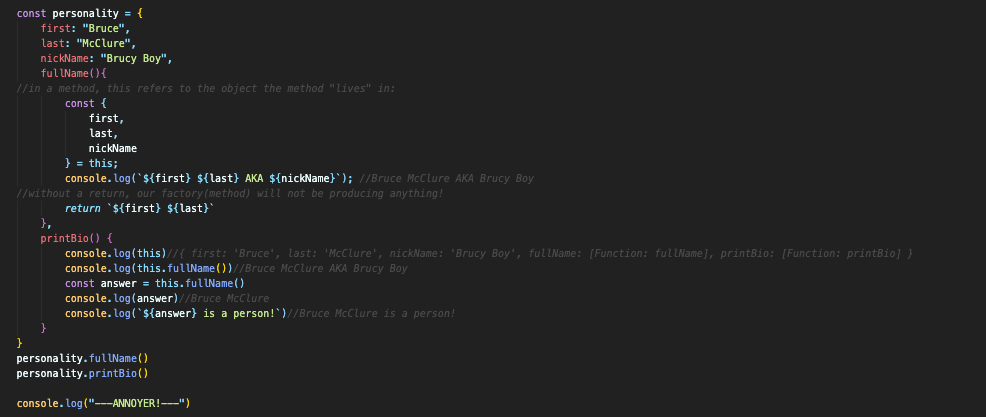 const personality = {
    first: "Bruce",
    last: "McClure",
    nickName: "Brucy Boy",
    fullName(){
//in a method, this refers to the object the method "lives" in:
        const {
            first,
            last,
            nickName
        } = this;
        console.log(`${first} ${last} AKA ${nickName}`); //Bruce McClure AKA Brucy Boy
//without a return, our factory(method) will not be producing anything!
        return `${first} ${last}`
    },
    printBio() {
        console.log(this)//{ first: 'Bruce', last: 'McClure', nickName: 'Brucy Boy', fullName: [Function: fullName], printBio: [Function: printBio] }
        console.log(this.fullName())//Bruce McClure AKA Brucy Boy
        const answer = this.fullName()
        console.log(answer)//Bruce McClure
        console.log(`${answer} is a person!`)//Bruce McClure is a person!
    }
}
personality.fullName()
personality.printBio()
console.log("---ANNOYER!---")